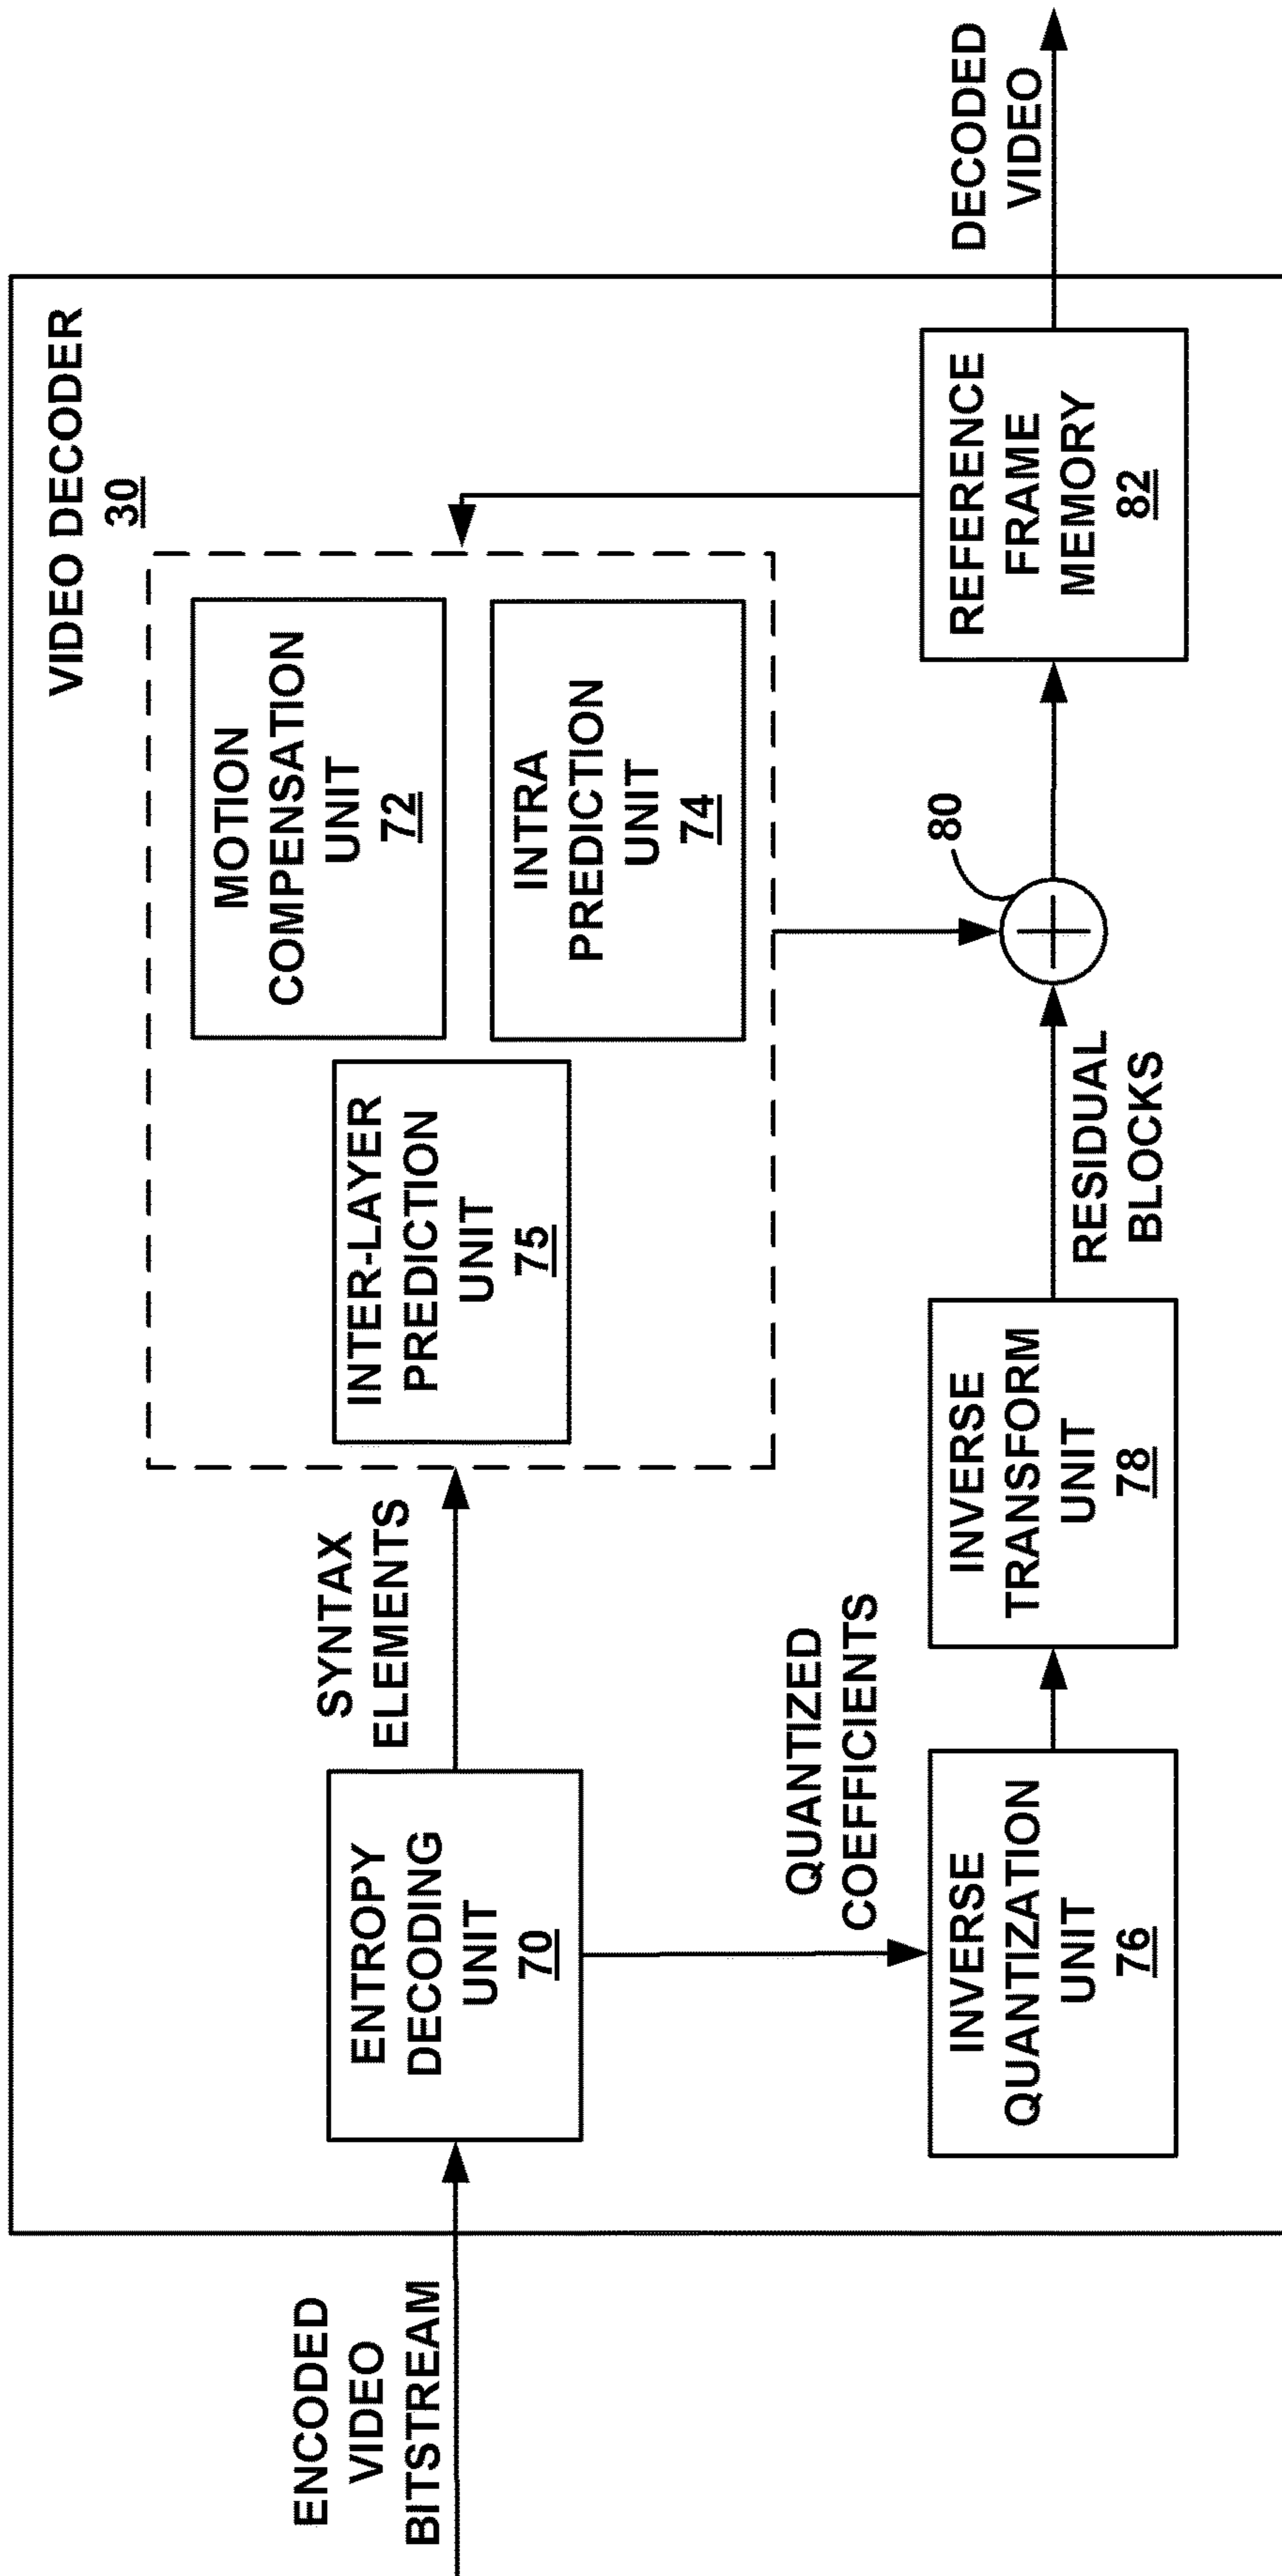 VIDEO DECODER
30
ENCODED
VIDEO
BITSTREAM
ENTROPY
DECODING
UNIT
70
SYNTAX
ELEMENTS
INTER-LAYER
PREDICTION
UNIT
75
MOTION
COMPENSATION
UNIT
72
INTRA
PREDICTION
UNIT
74
QUANTIZED
COEFFICIENTS
INVERSE
QUANTIZATION
UNIT
76
INVERSE
TRANSFORM
UNIT
78
RESIDUAL
BLOCKS
80
REFERENCE
FRAME
MEMORY
82
DECODED
VIDEO